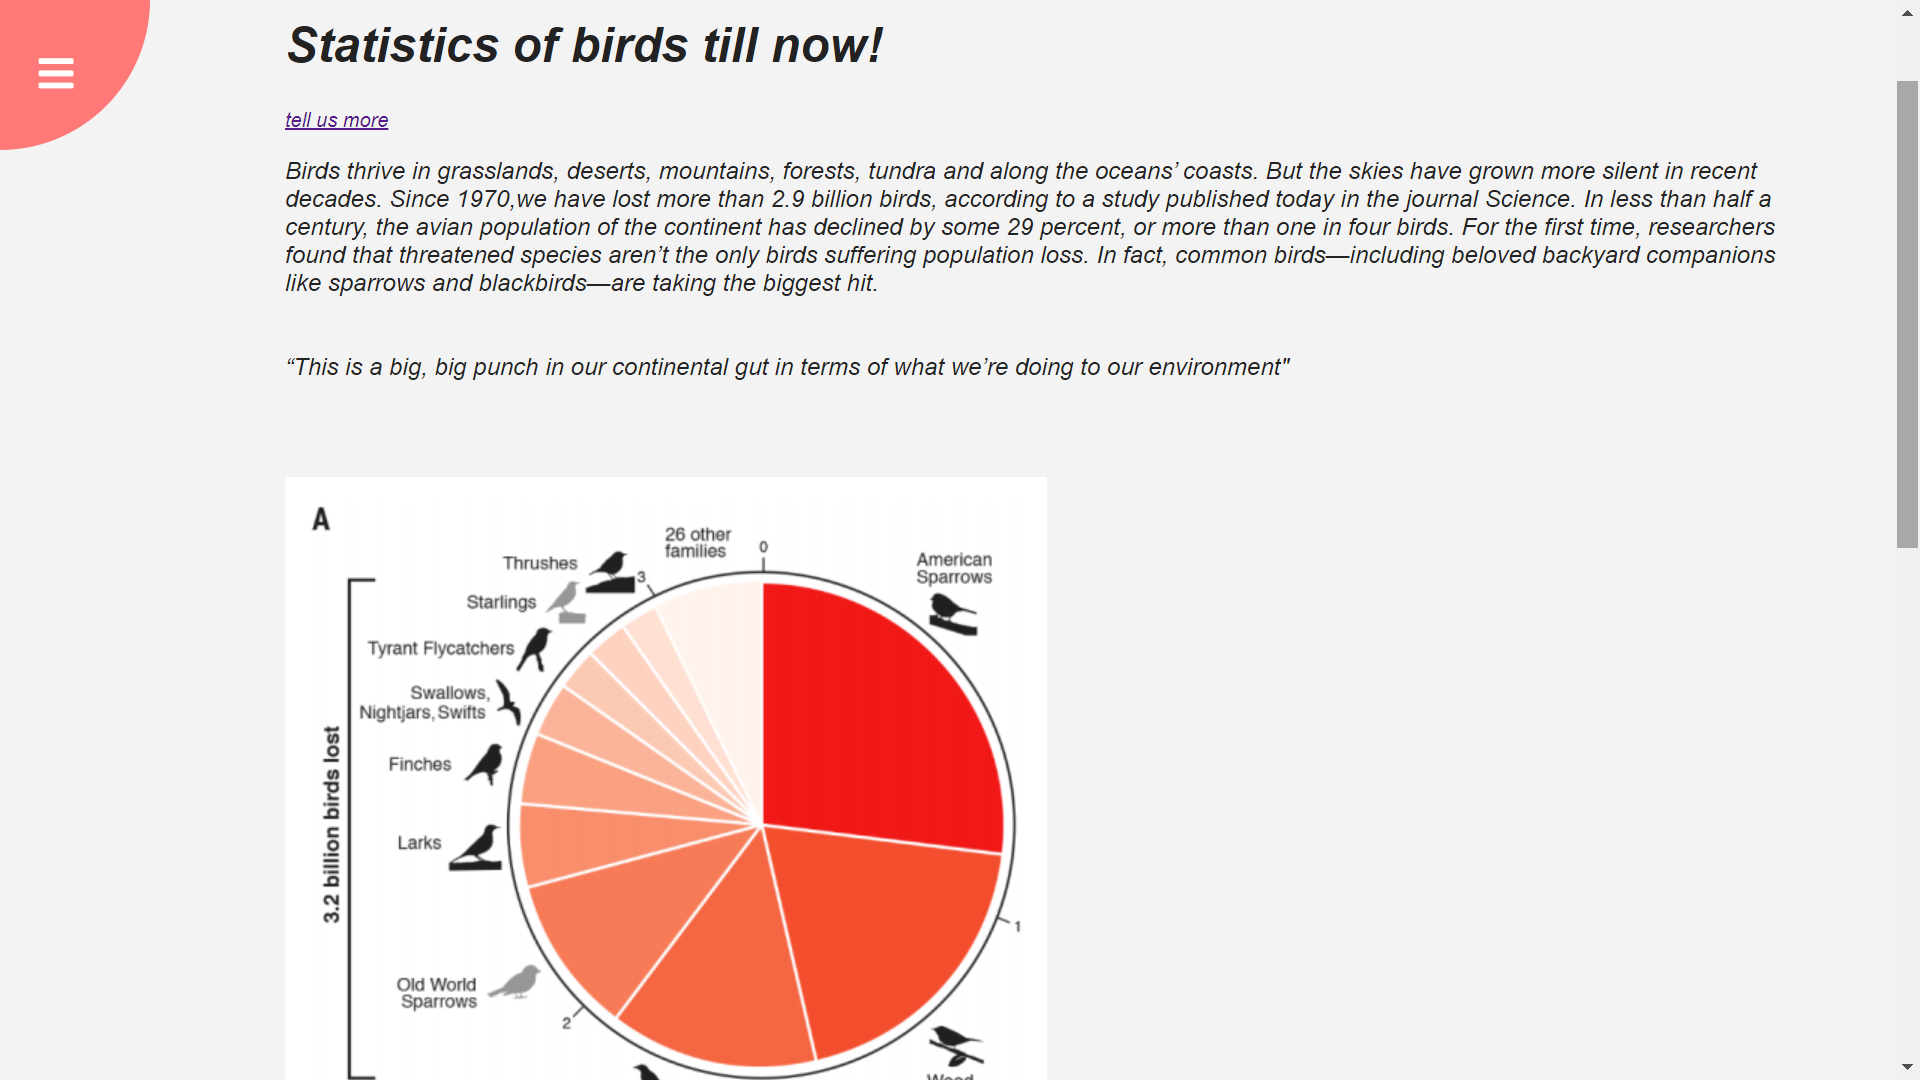 Statistics of birds till now!
tell us more
Birds thrive in grasslands, deserts, mountains, forests, tundra and along the oceans’ coasts. But the skies have grown more silent in recent
decades. Since 1970,we have lost more than 2.9 billion birds, according to a study published today in the journal Science. In less than half a
century, the avian population of the continent has declined by some 29 percent, or more than one in four birds. For the first time, researchers
found that threatened species aren’t the only birds suffering population loss. In fact, common birds—including beloved backyard companions
like sparrows and blackbirds—are taking the biggest hit.
“This is a big, big punch in our continental gut in terms of what we’re doing to our environment"
A
26 other
families
0
American
Sparrows
Thrushes
3
Starlings
Tyrant Flycatchers
Swallows,
Nightjars, Swifts
Finches
3.2 billion birds lost
Larks
1
Old World
Sparrows
2
Wood